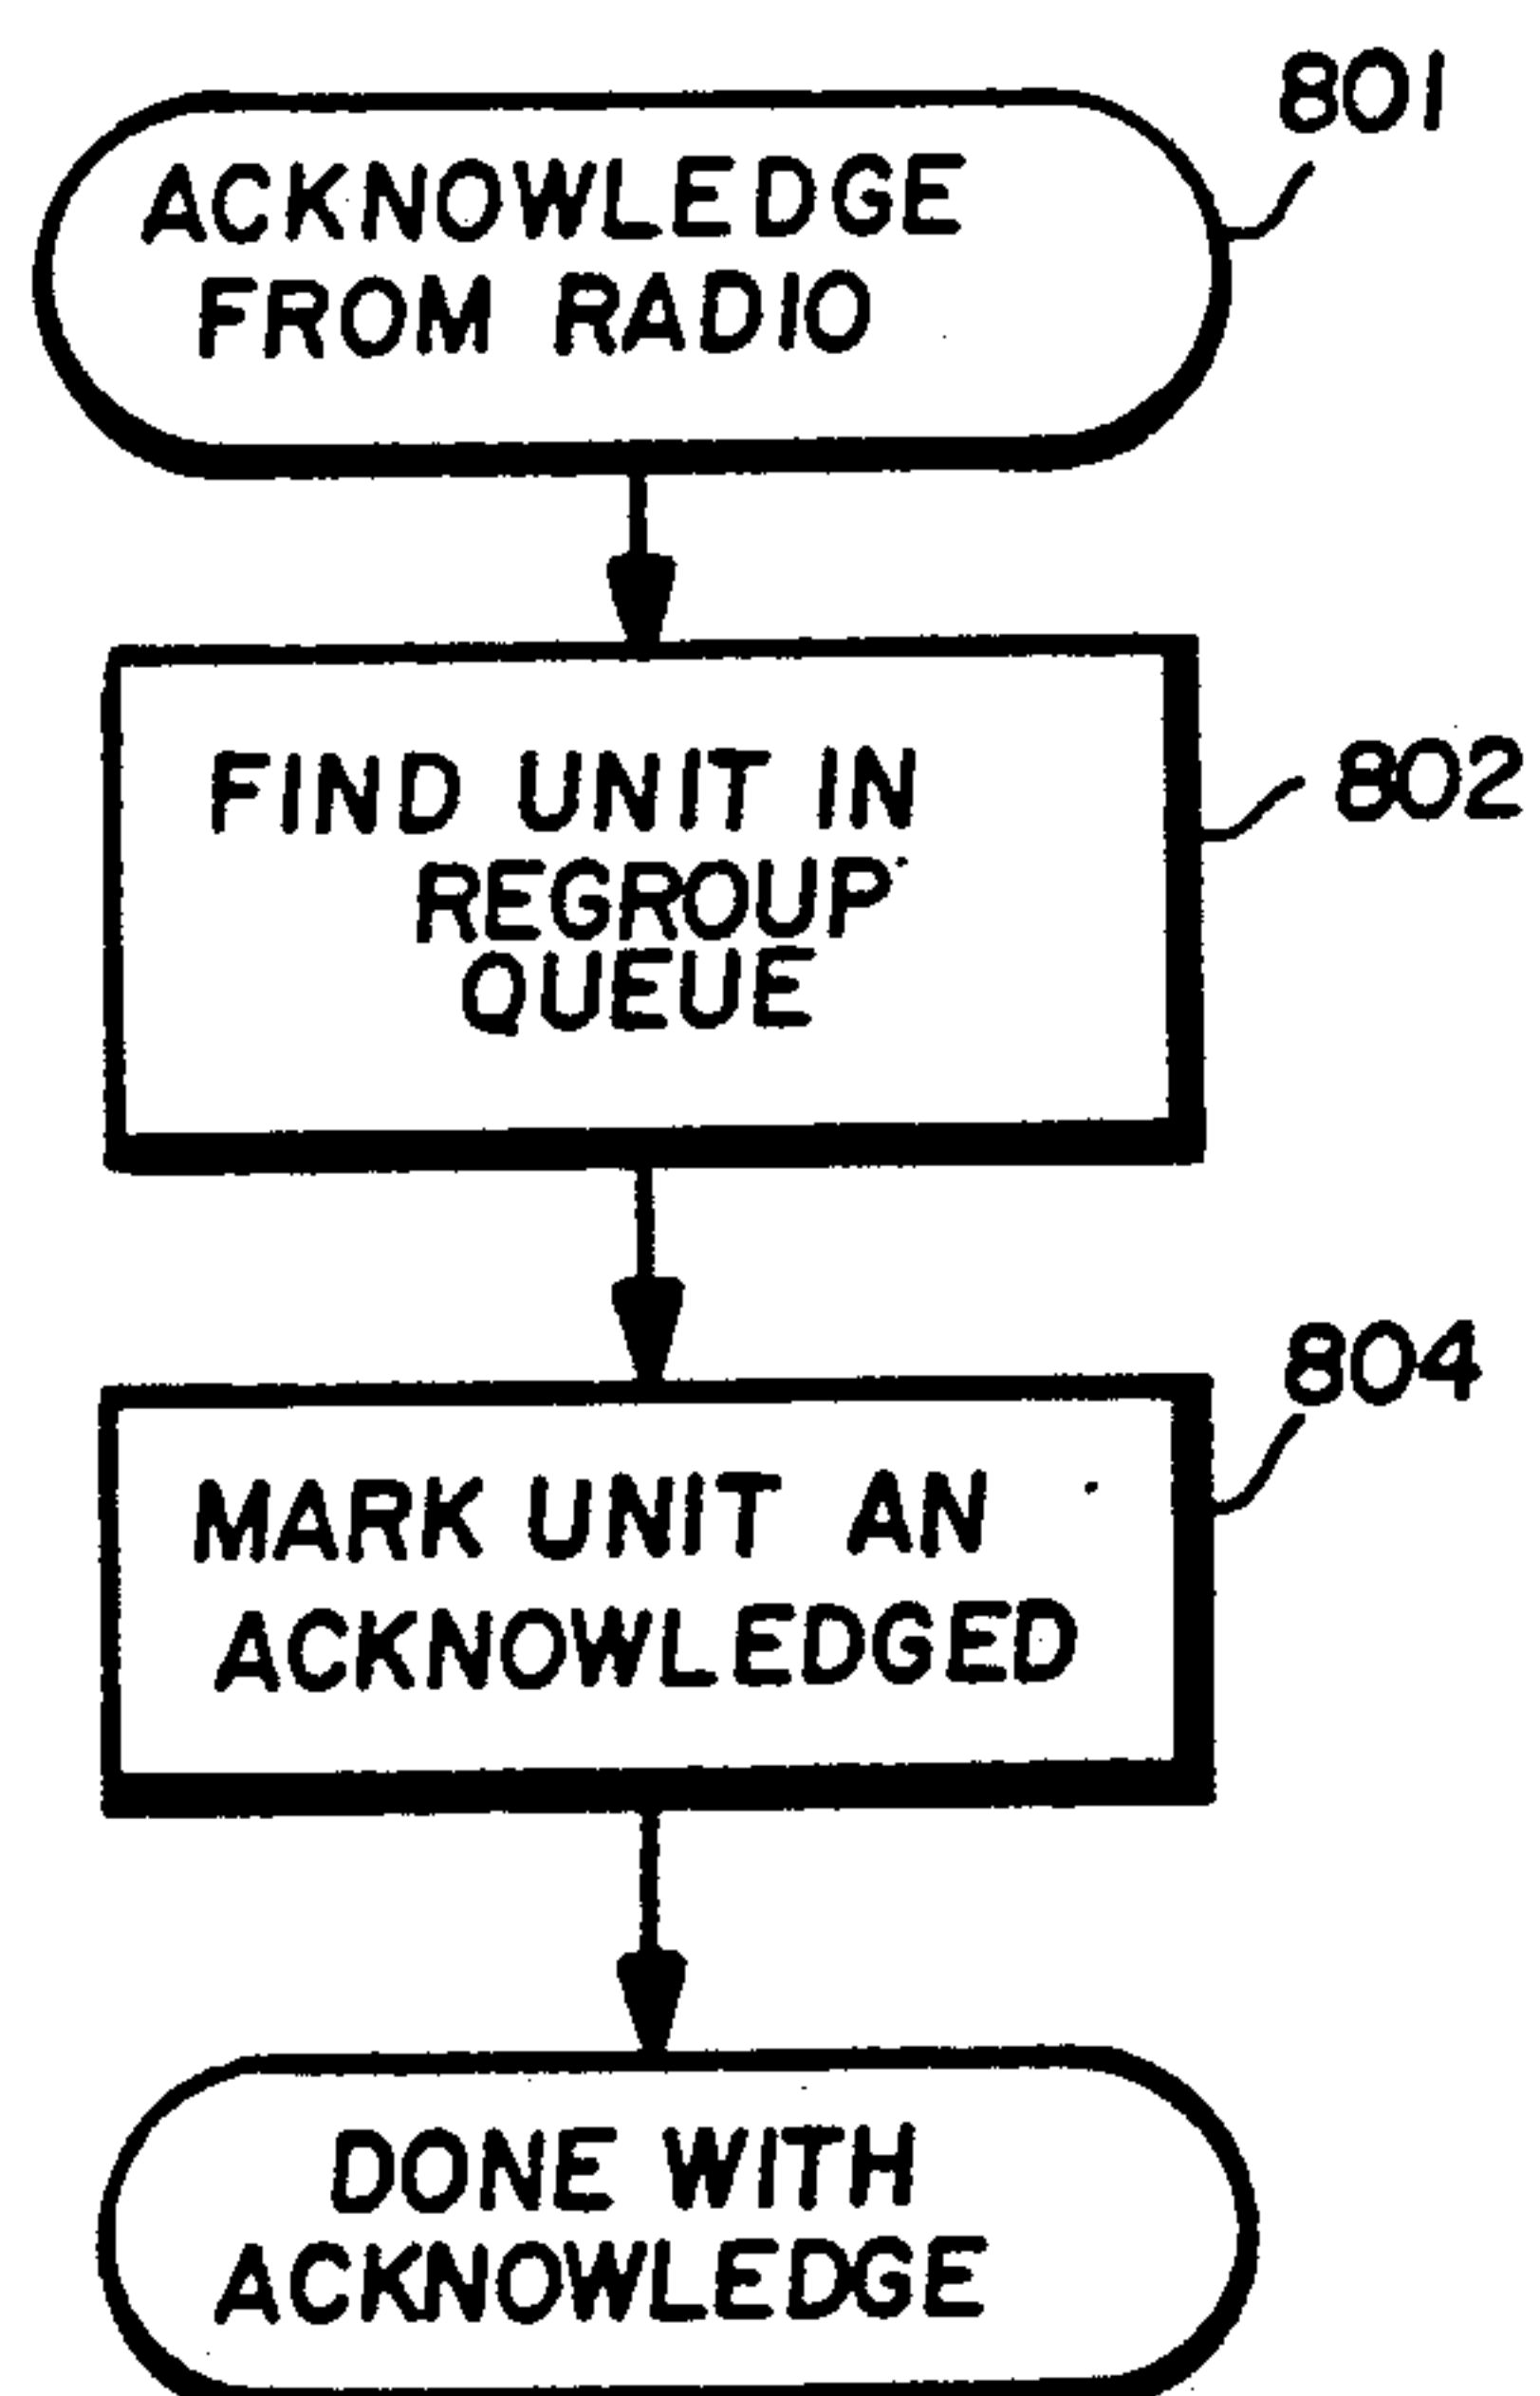 801
ACKNOWLEDGE
FROM RADIO
FIND UNIT IN
REGROUP
QUEUE
802
804
MARK UNIT AN
ACKNOWLEDGED
DONE WITH
ACKNOWLEDGE